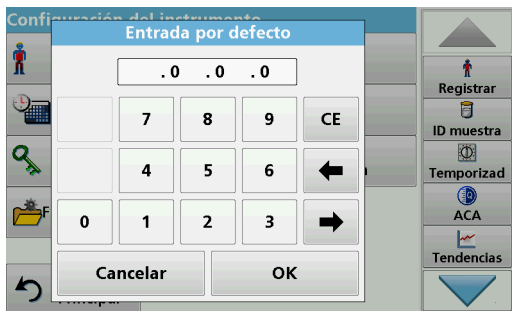 Configuración del instrumento
Entrada por defecto
.0 .0 .0
7 8 9 CE
4 5 6
0 1 2 3
Cancelar OK
F
Principal
Registrar
ID muestra
Temporizad
ACA
Tendencias